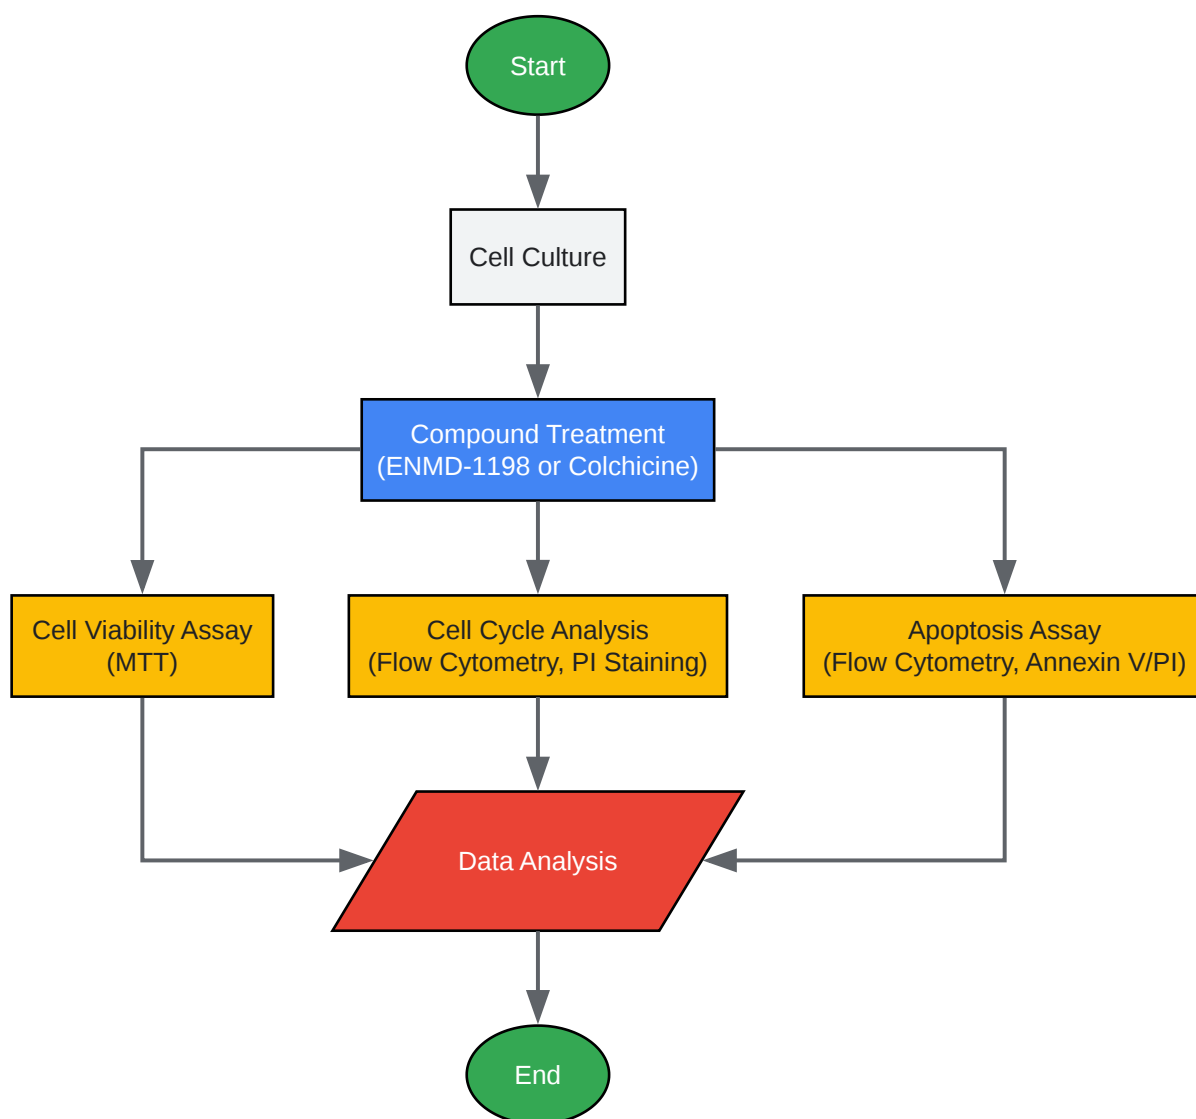 Start
Cell Culture
Compound Treatment
(ENMD-1198 or Colchicine)
Cell Viability Assay
(MTT)
Cell Cycle Analysis
(Flow Cytometry, PI Staining)
Apoptosis Assay
(Flow Cytometry, Annexin V/PI)
Data Analysis
End